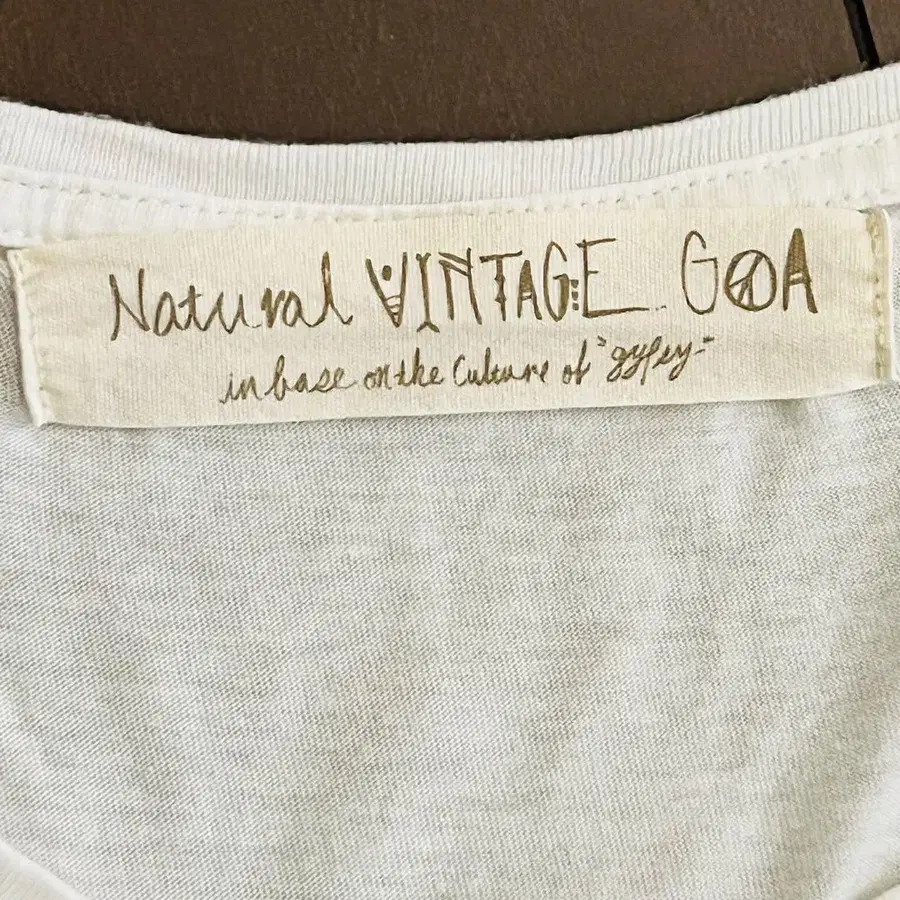 Natural VINTAGE GOA
in base on the Culture of "gypsy"